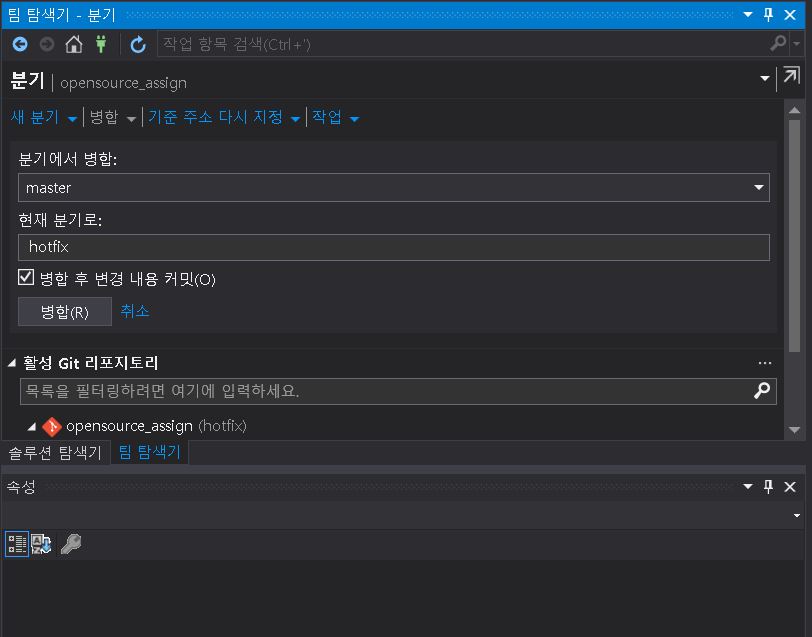 팀 탐색기 - 분기
작업 항목 검색(Ctrl+')
분기 | opensource_assign
새 분기 | 병합 | 기준 주소 다시 지정 | 작업
분기에서 병합:
master
현재 분기로:
hotfix
병합 후 변경 내용 커밋(O)
병합(R) 취소
활성 Git 리포지토리 ...
목록을 필터링하려면 여기에 입력하세요.
opensource_assign (hotfix)
솔루션 탐색기 팀 탐색기
속성